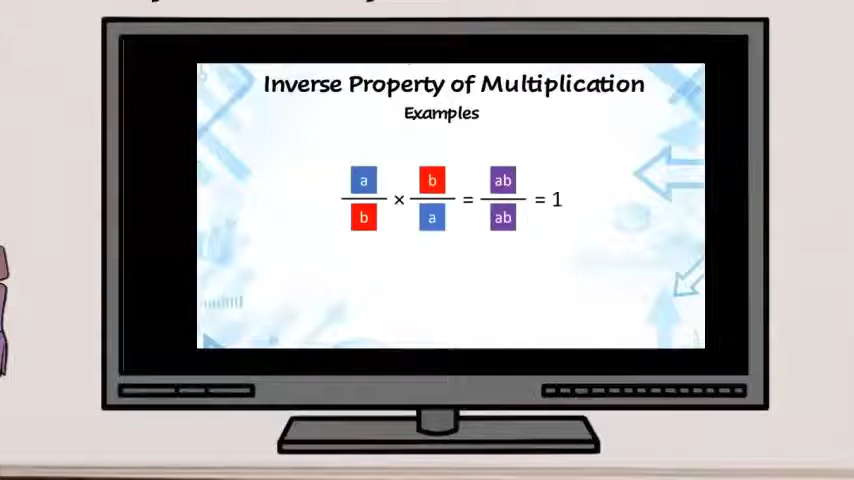 Inverse Property of Multiplication
Examples
a/b × b/a = ab/ab = 1